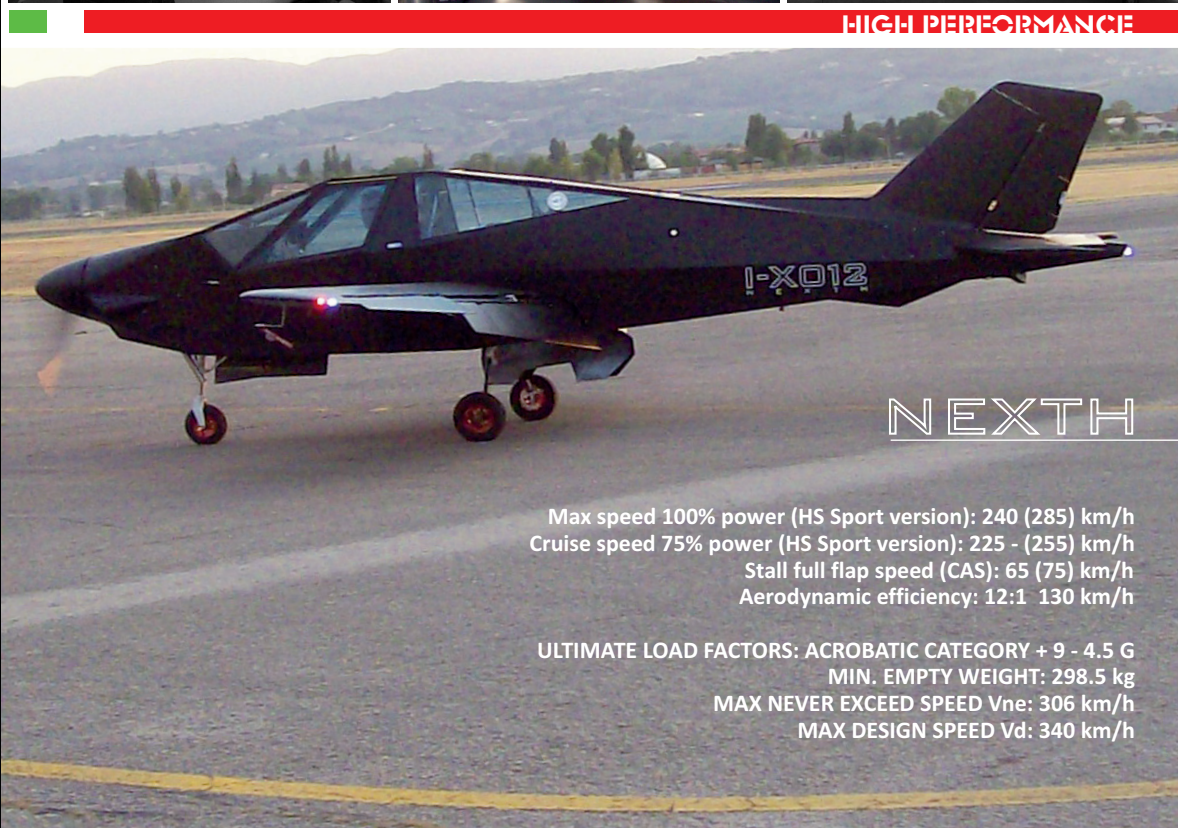 HIGH PERFORMANCE
I-X012
NEXTH
NEXTH
Max speed 100% power (HS Sport version): 240 (285) km/h
Cruise speed 75% power (HS Sport version): 225 - (255) km/h
Stall full flap speed (CAS): 65 (75) km/h
Aerodynamic efficiency: 12:1  130 km/h
ULTIMATE LOAD FACTORS: ACROBATIC CATEGORY + 9 - 4.5 G
MIN. EMPTY WEIGHT: 298.5 kg
MAX NEVER EXCEED SPEED Vne: 306 km/h
MAX DESIGN SPEED Vd: 340 km/h